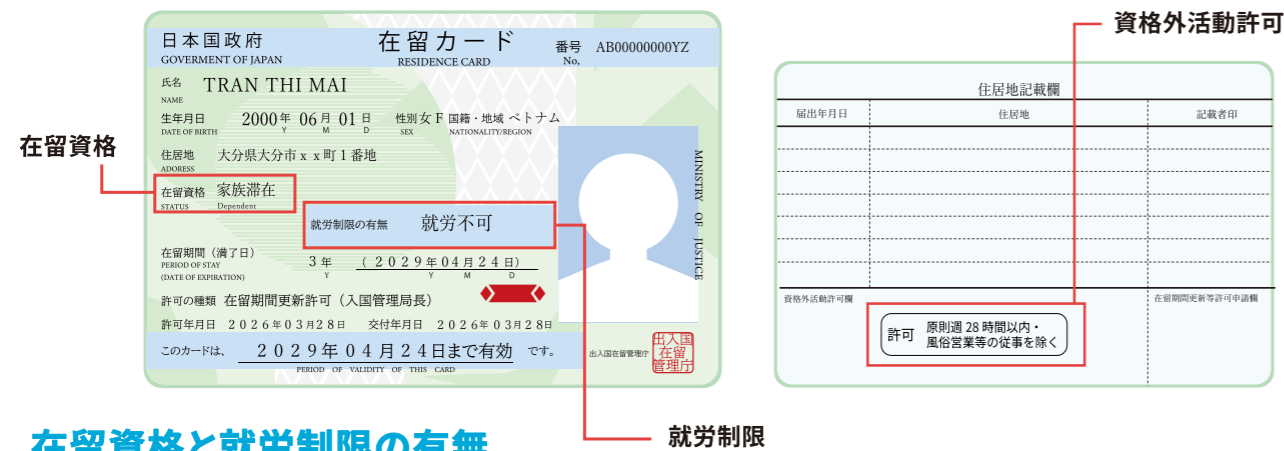 資格外活動許可
日本国政府 在留カード 番号 AB00000000YZ
GOVERMENT OF JAPAN RESIDENCE CARD No,
氏名 TRAN THI MAI
NAME
生年月日 2000年 06月 01日 性別 女 F 国籍・地域 ベトナム
DATE OF BIRTH Y M D SEX NATIONALITY/REGION
住居地 大分県大分市xx町1番地
ADORESS
在留資格
在留資格 家族滞在
STATUS Dependent
就労制限の有無 就労不可
在留期間(満了日) 3年 (2029年04月24日)
PERIOD OF STAY Y Y M D
(DATE OF EXPIRATION)
許可の種類 在留期間更新許可(入国管理局長)
許可年月日 2026年03月28日 交付年月日 2026年03月28日
このカードは、 2029年04月24日まで有効 です。
PERIOD OF VALIDITY OF THIS CARD
MINISTRY OF JUSTICE
出入国在留管理庁
出入国
在留
管理庁
住居地記載欄
届出年月日 住居地 記載者印
資格外活動許可欄 在留期間更新等許可申請欄
許可 原則週28時間以内・
風俗営業等の従事を除く
就労制限
在留資格と就労制限の有無